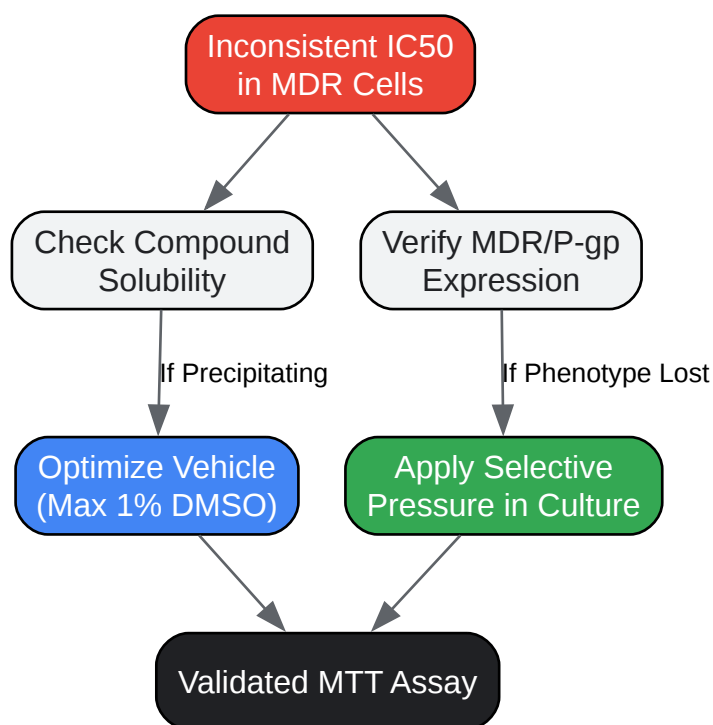 Inconsistent IC50
in MDR Cells
Check Compound
Solubility
Verify MDR/P-gp
Expression
If Precipitating
If Phenotype Lost
Optimize Vehicle
(Max 1% DMSO)
Apply Selective
Pressure in Culture
Validated MTT Assay